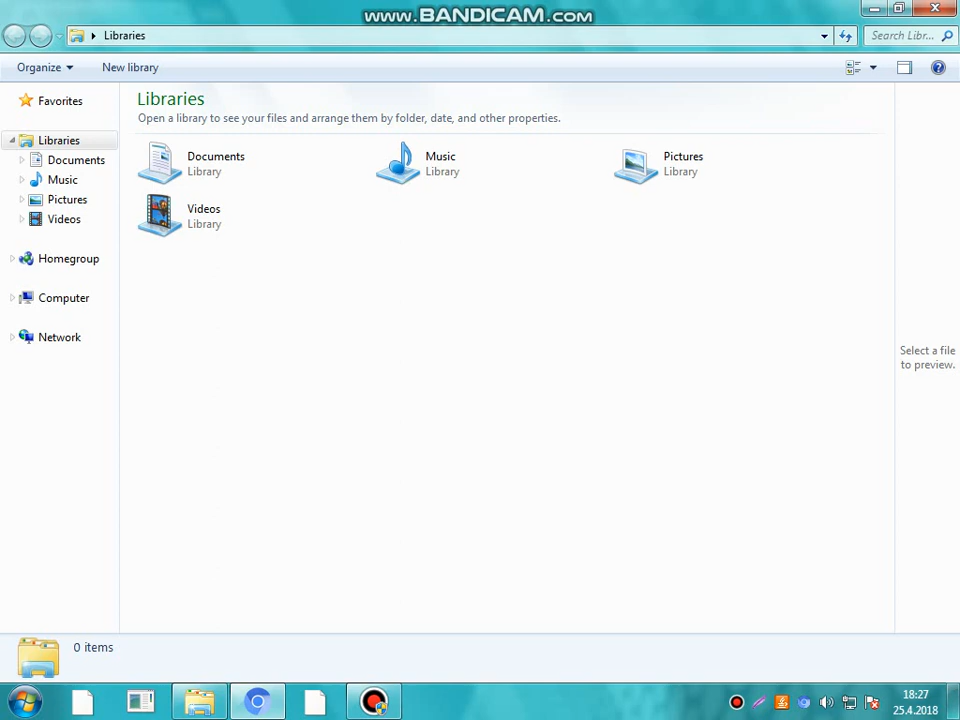 www.BANDICAM.com
Libraries
Search Libr...
Organize
New library
Favorites
Libraries
Documents
Music
Pictures
Videos
Homegroup
Computer
Network
Libraries
Open a library to see your files and arrange them by folder, date, and other properties.
Documents
Library
Music
Library
Pictures
Library
Videos
Library
Select a file
to preview.
0 items
18:27
25.4.2018